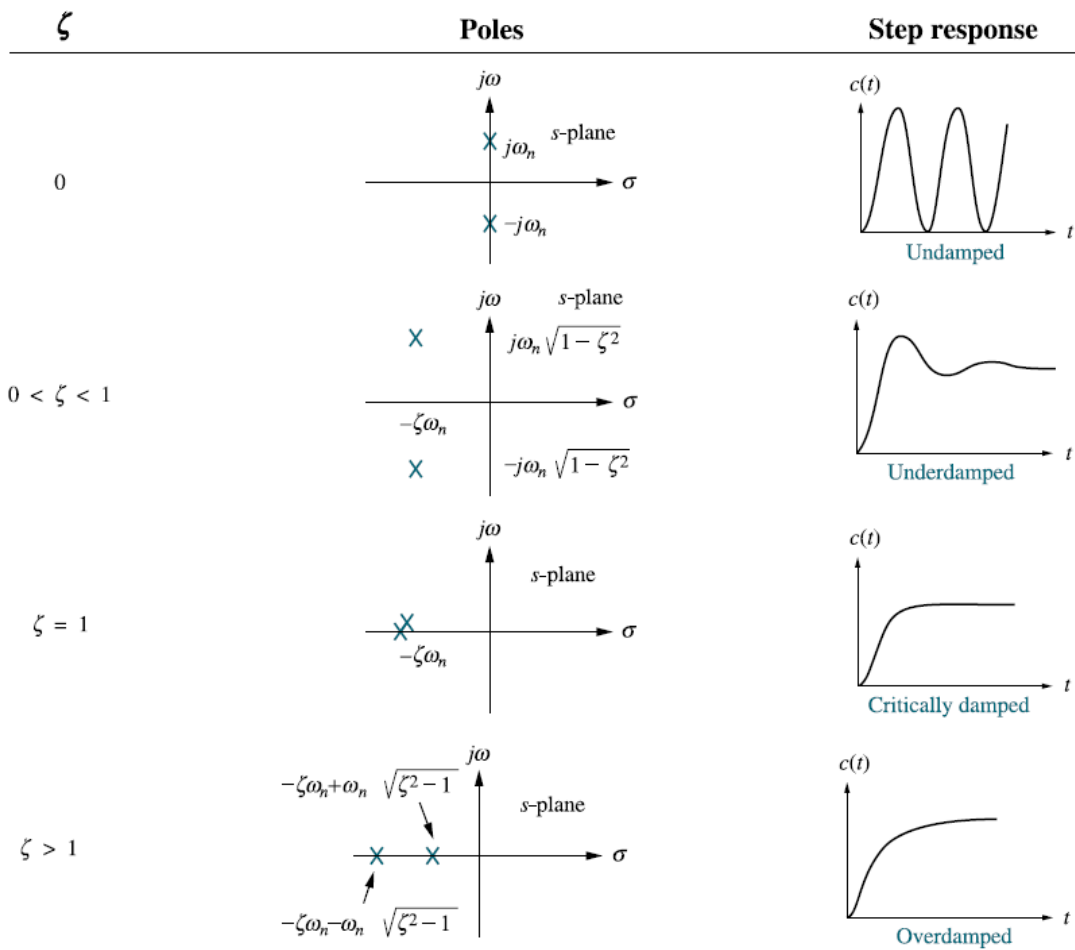 ζ Poles Step response
jω
c(t)
s-plane
jωₙ
0
σ
−jωₙ
t
Undamped
jω s-plane
c(t)
jωₙ √1 − ζ²
0 < ζ < 1
σ
−ζωₙ
−jωₙ √1 − ζ²
t
Underdamped
jω
c(t)
s-plane
ζ = 1
σ
−ζωₙ
t
Critically damped
jω
c(t)
−ζωₙ+ωₙ √ζ² − 1
s-plane
ζ > 1
σ
−ζωₙ−ωₙ √ζ² − 1
t
Overdamped